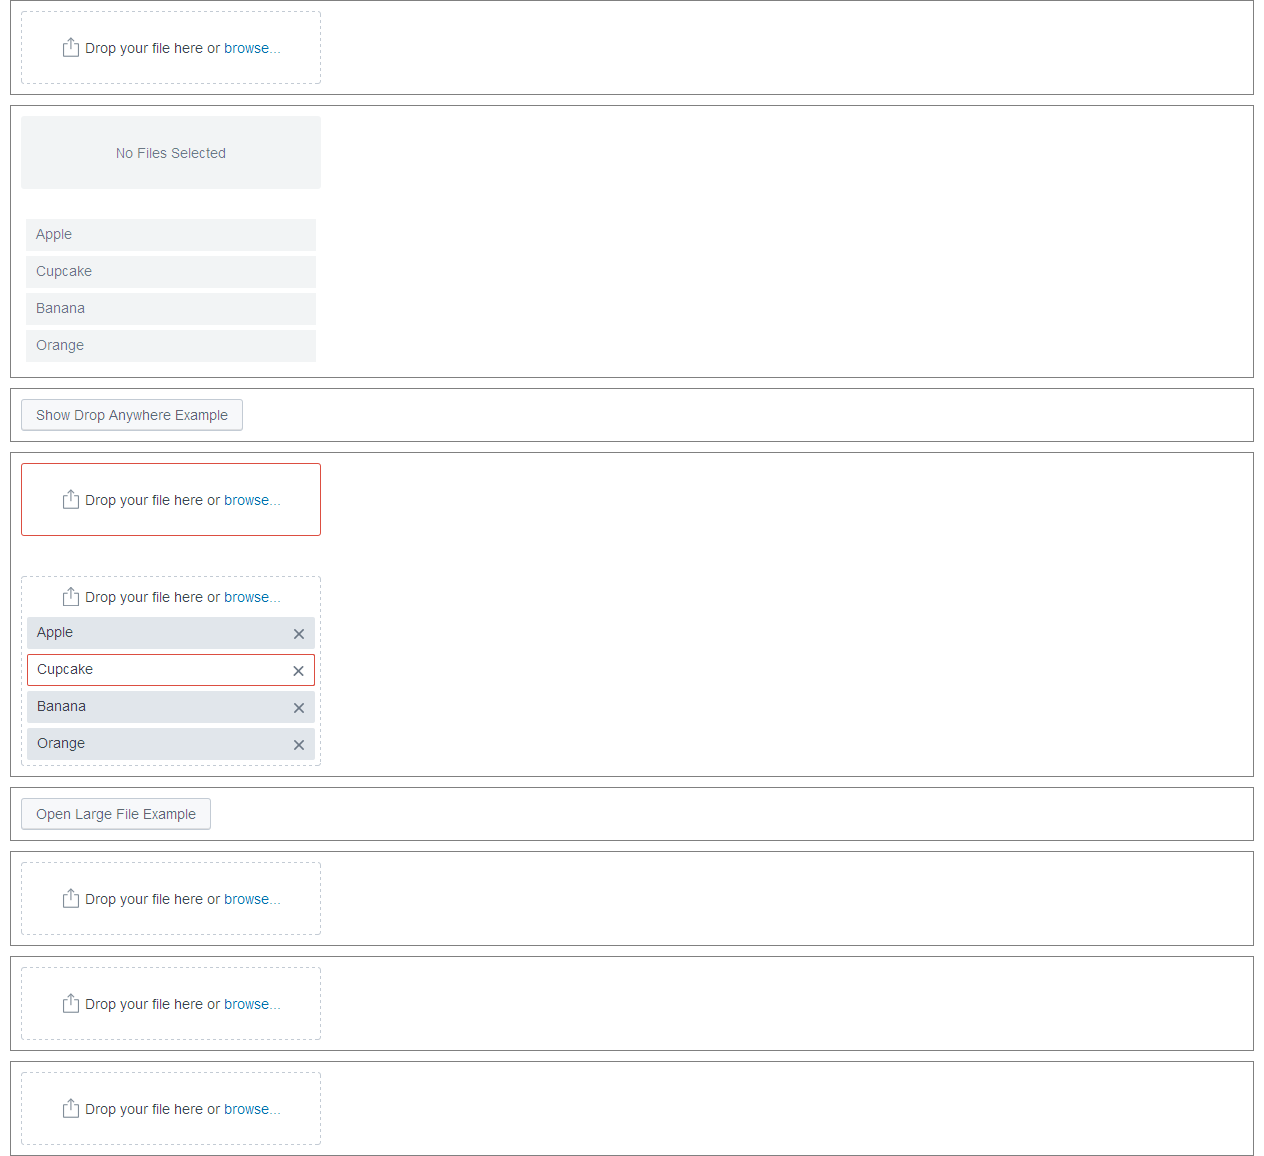 Drop your file here or browse...
No Files Selected
Apple
Cupcake
Banana
Orange
Show Drop Anywhere Example
Drop your file here or browse...
Drop your file here or browse...
Apple
Cupcake
Banana
Orange
Open Large File Example
Drop your file here or browse...
Drop your file here or browse...
Drop your file here or browse...